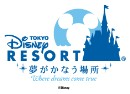 TOKYO
Disney
RESORT
夢がかなう場所
"Where dreams come true"
©Disney